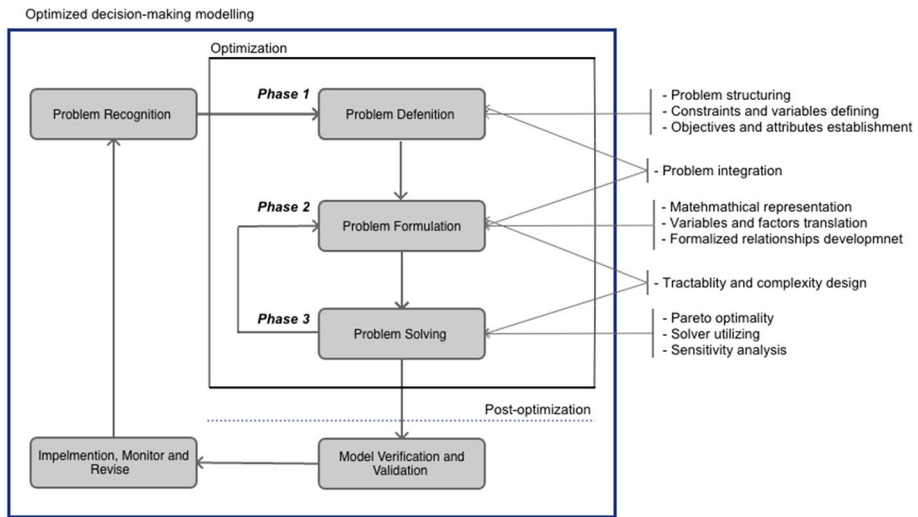 Optimized decision-making modelling
Optimization
Phase 1
Problem Recognition
Problem Defenition
- Problem structuring
- Constraints and variables defining
- Objectives and attributes establishment
- Problem integration
Phase 2
Problem Formulation
- Matehmathical representation
- Variables and factors translation
- Formalized relationships developmnet
- Tractablity and complexity design
Phase 3
Problem Solving
- Pareto optimality
- Solver utilizing
- Sensitivity analysis
Post-optimization
Impelmention, Monitor and
Revise
Model Verification and
Validation